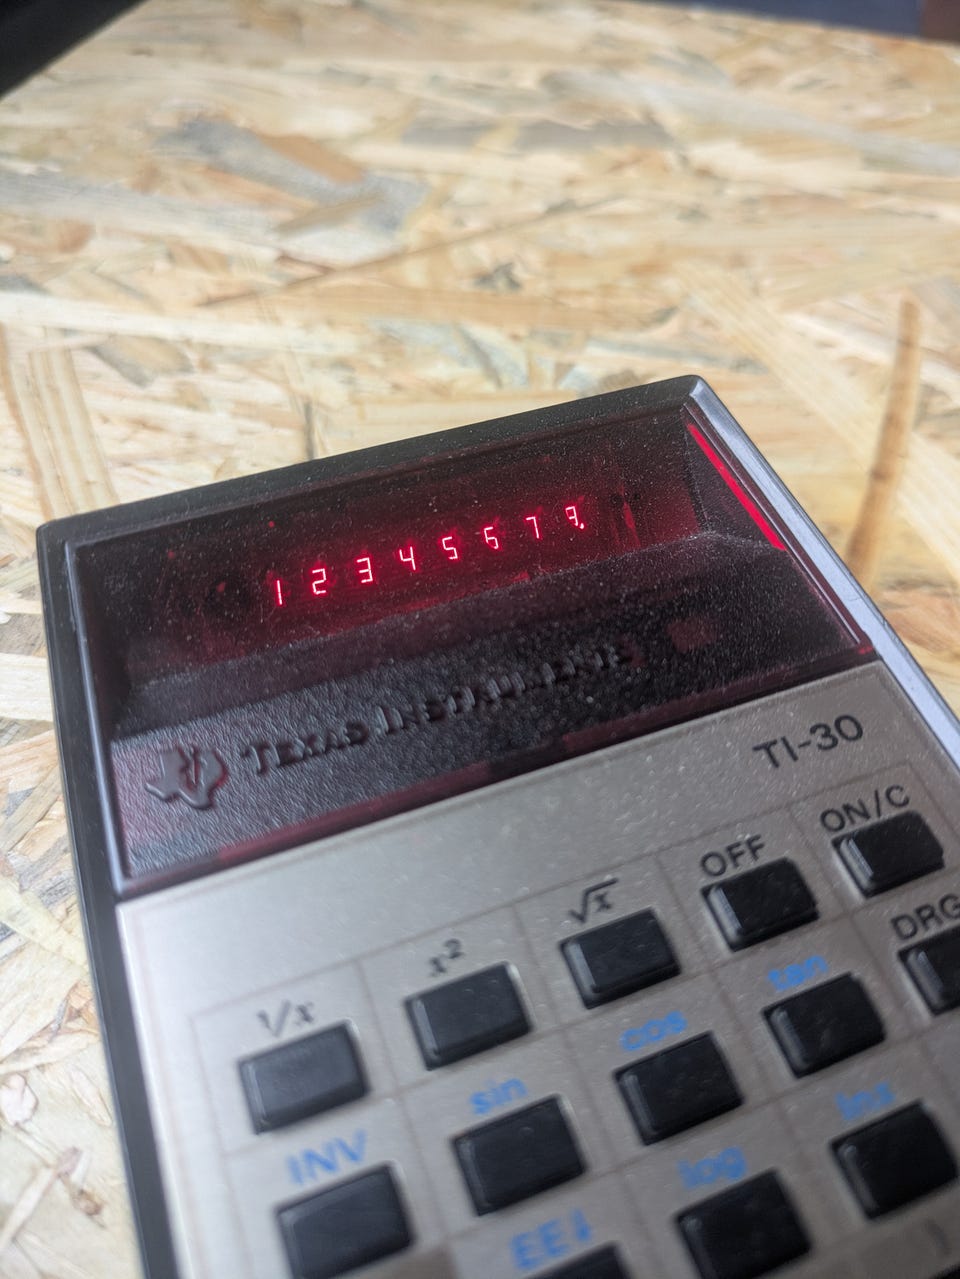 12345679.
TEXAS INSTRUMENTS
TI-30
1/x x² √x OFF ON/C
sin cos tan DRG
INV EE↓ log lnx